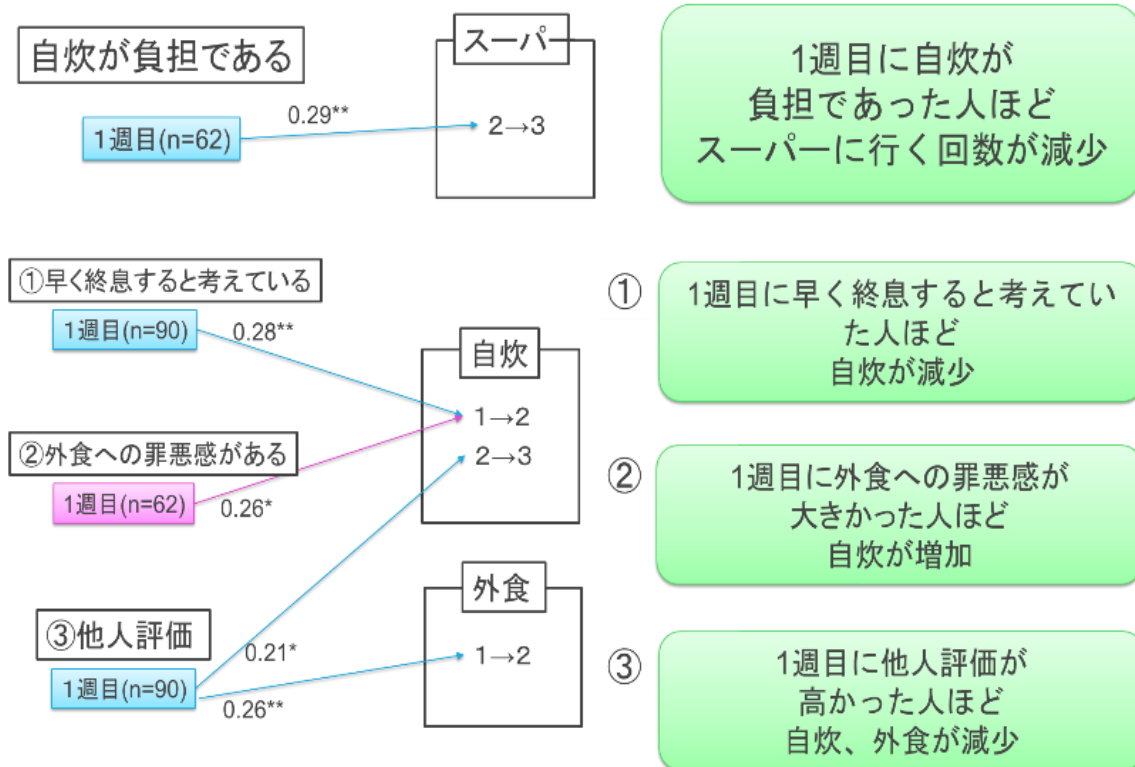 自炊が負担である
1週目(n=62)
0.29**
スーパー
2→3
1週目に自炊が
負担であった人ほど
スーパーに行く回数が減少
①早く終息すると考えている
1週目(n=90)
0.28**
②外食への罪悪感がある
1週目(n=62)
0.26*
③他人評価
1週目(n=90)
0.21*
0.26**
自炊
1→2
2→3
外食
1→2
①
1週目に早く終息すると考えてい
た人ほど
自炊が減少
②
1週目に外食への罪悪感が
大きかった人ほど
自炊が増加
③
1週目に他人評価が
高かった人ほど
自炊、外食が減少